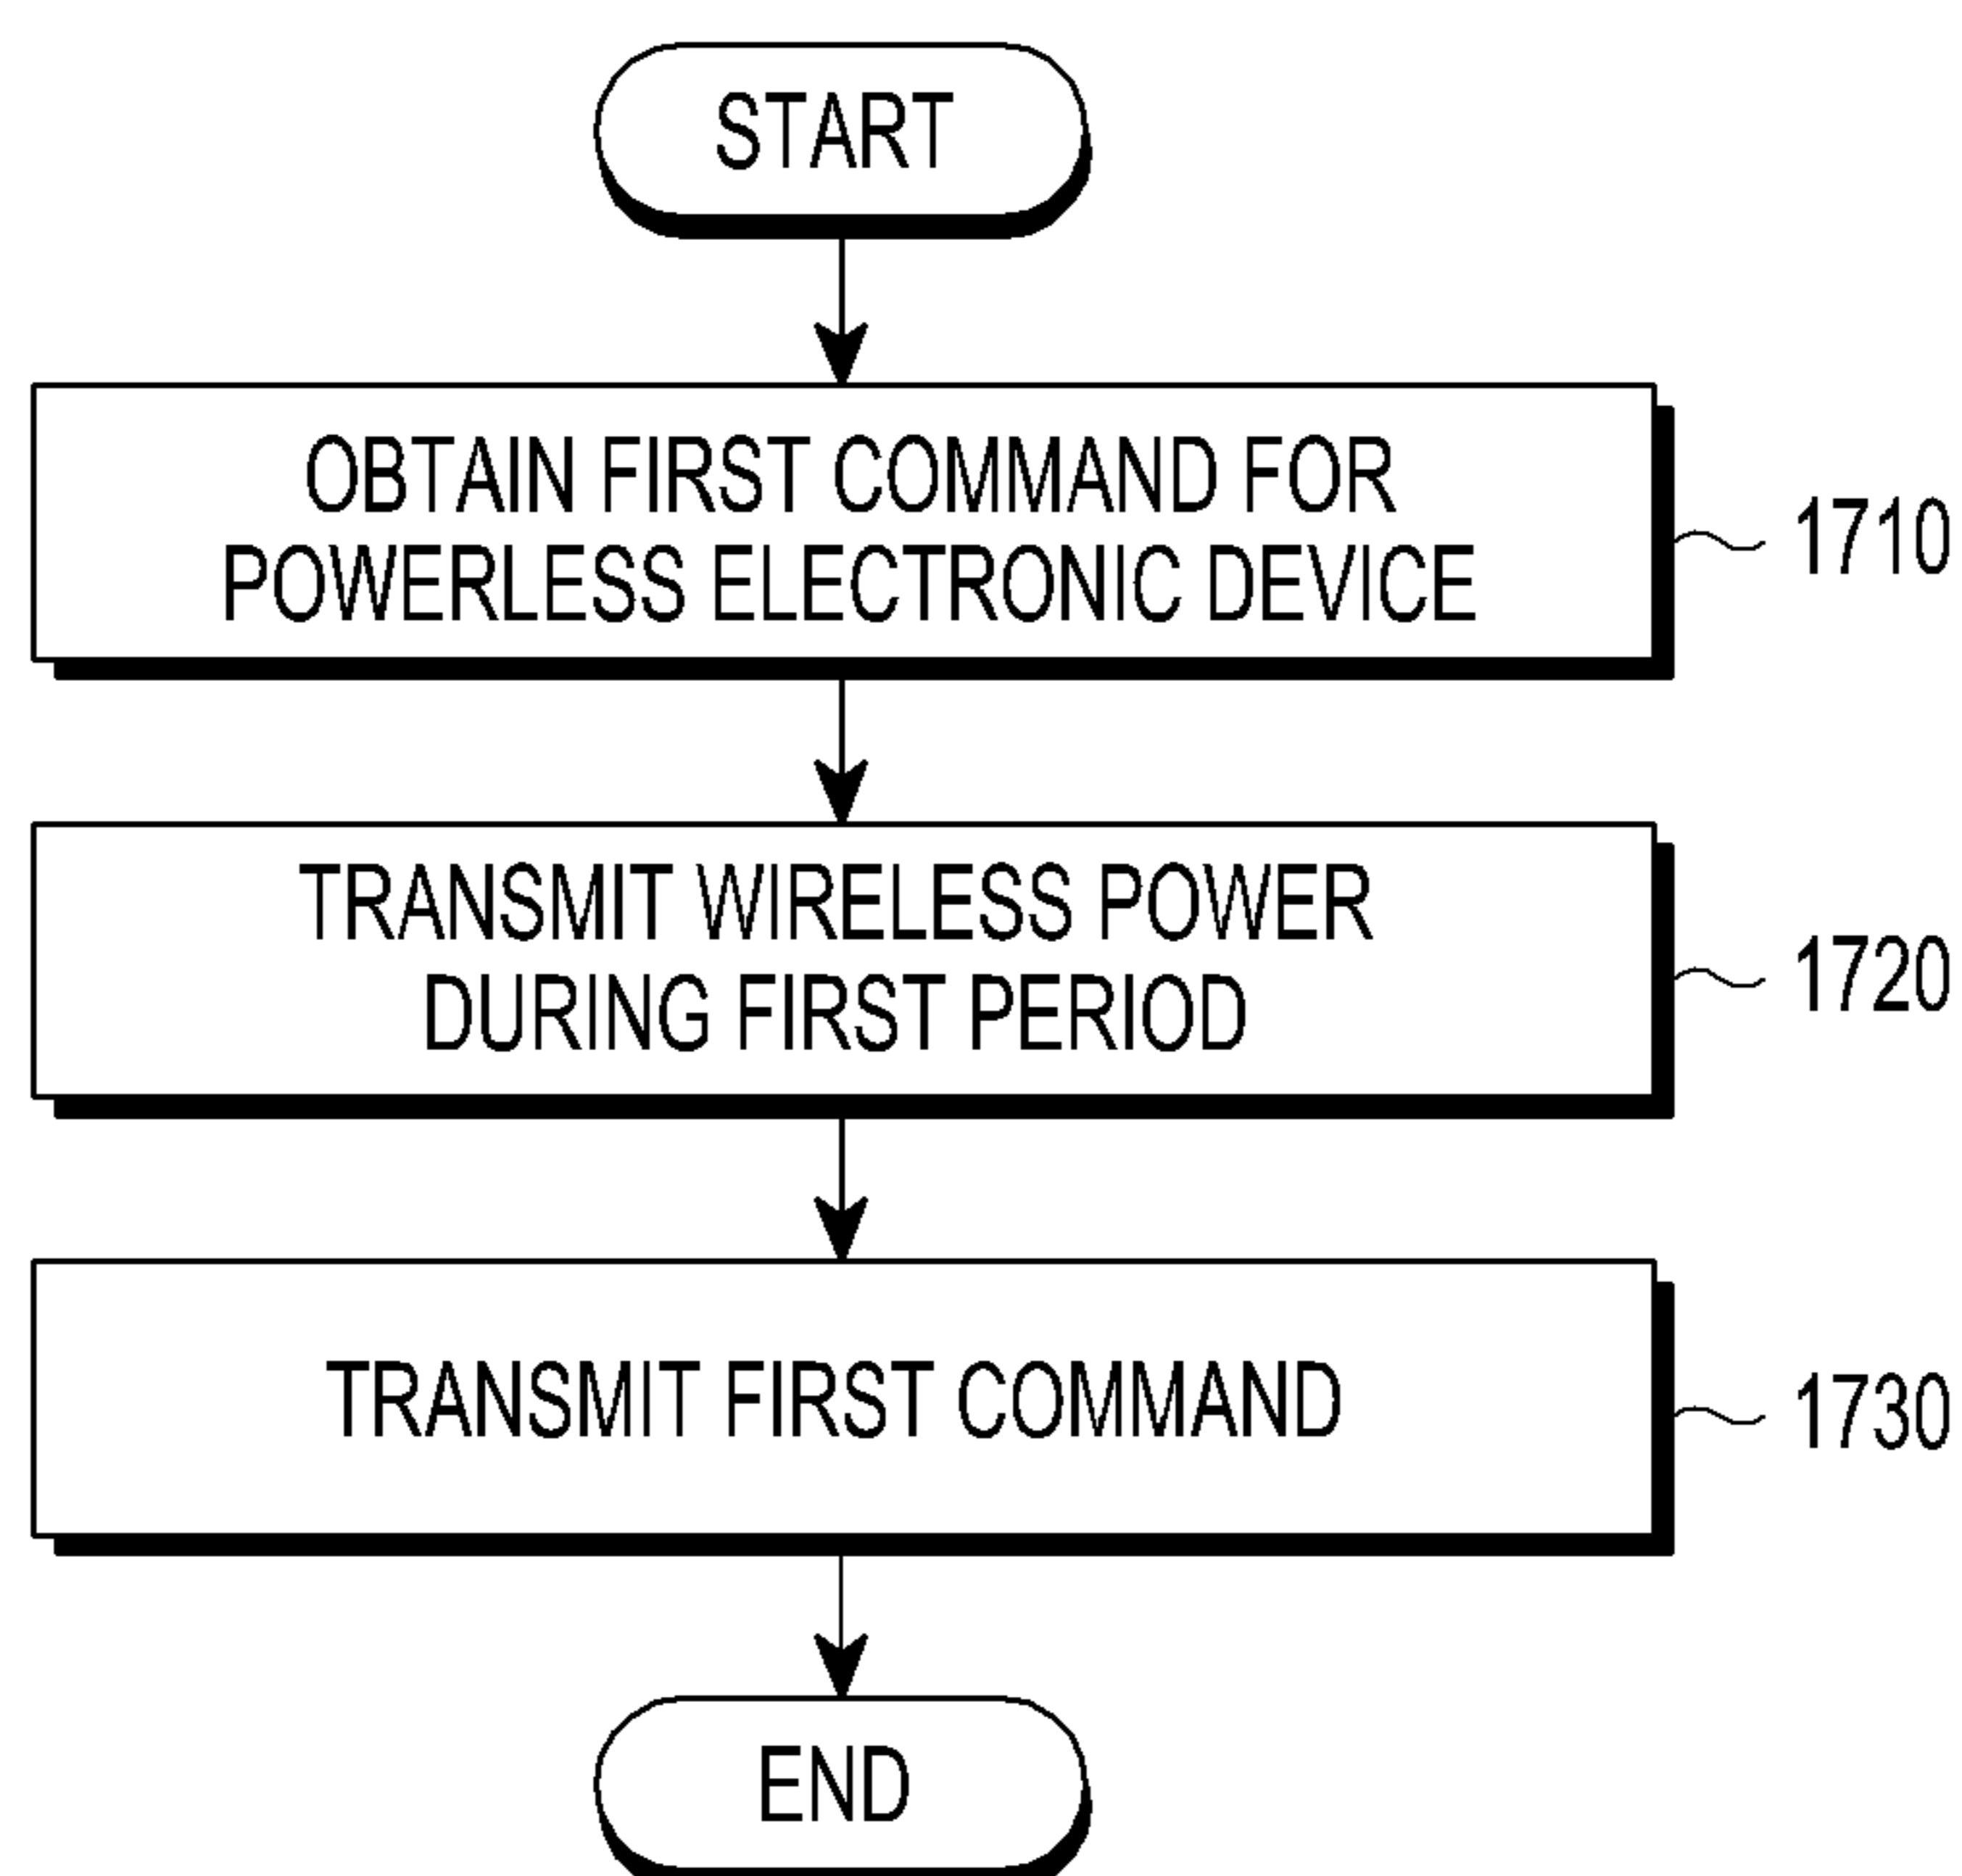 START
OBTAIN FIRST COMMAND FOR
POWERLESS ELECTRONIC DEVICE
1710
TRANSMIT WIRELESS POWER
DURING FIRST PERIOD
1720
TRANSMIT FIRST COMMAND
1730
END